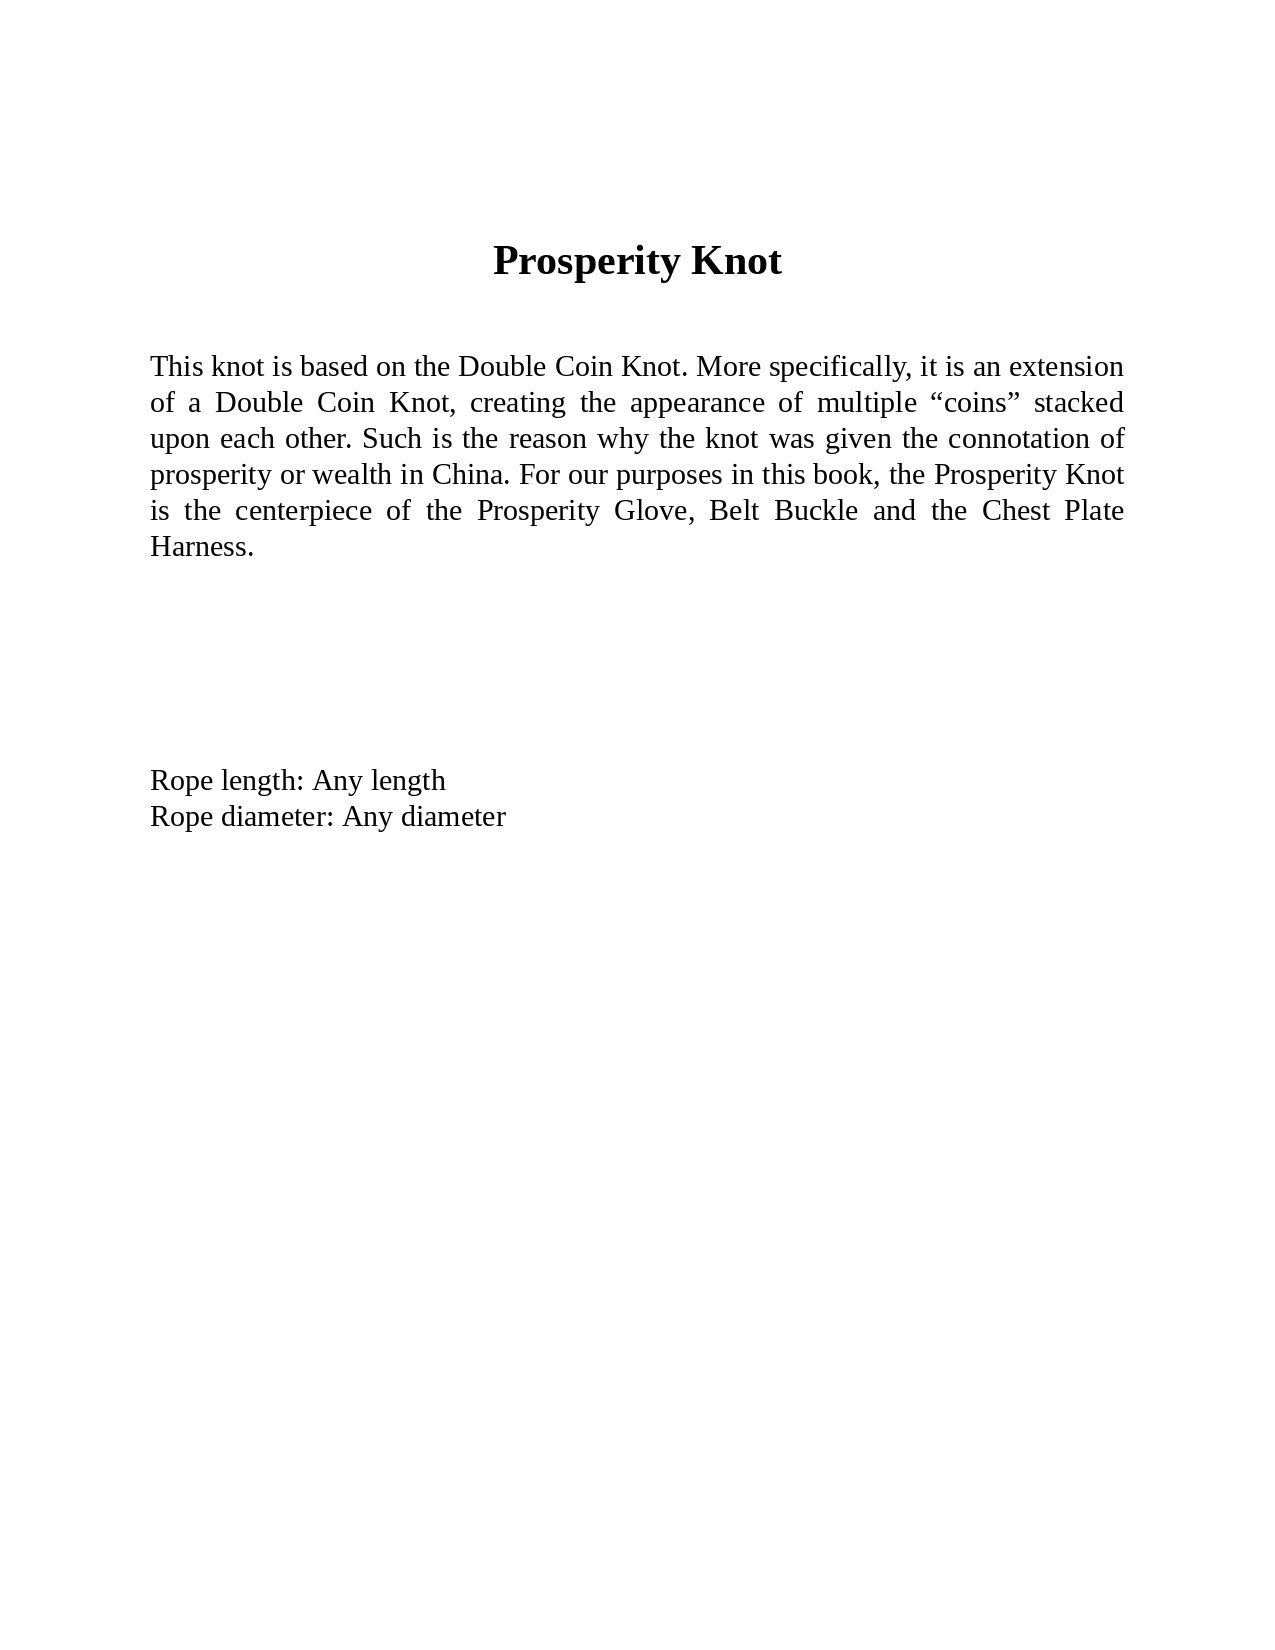 Prosperity Knot
This knot is based on the Double Coin Knot. More specifically, it is an extension
of a Double Coin Knot, creating the appearance of multiple “coins” stacked
upon each other. Such is the reason why the knot was given the connotation of
prosperity or wealth in China. For our purposes in this book, the Prosperity Knot
is the centerpiece of the Prosperity Glove, Belt Buckle and the Chest Plate
Harness.
Rope length: Any length
Rope diameter: Any diameter